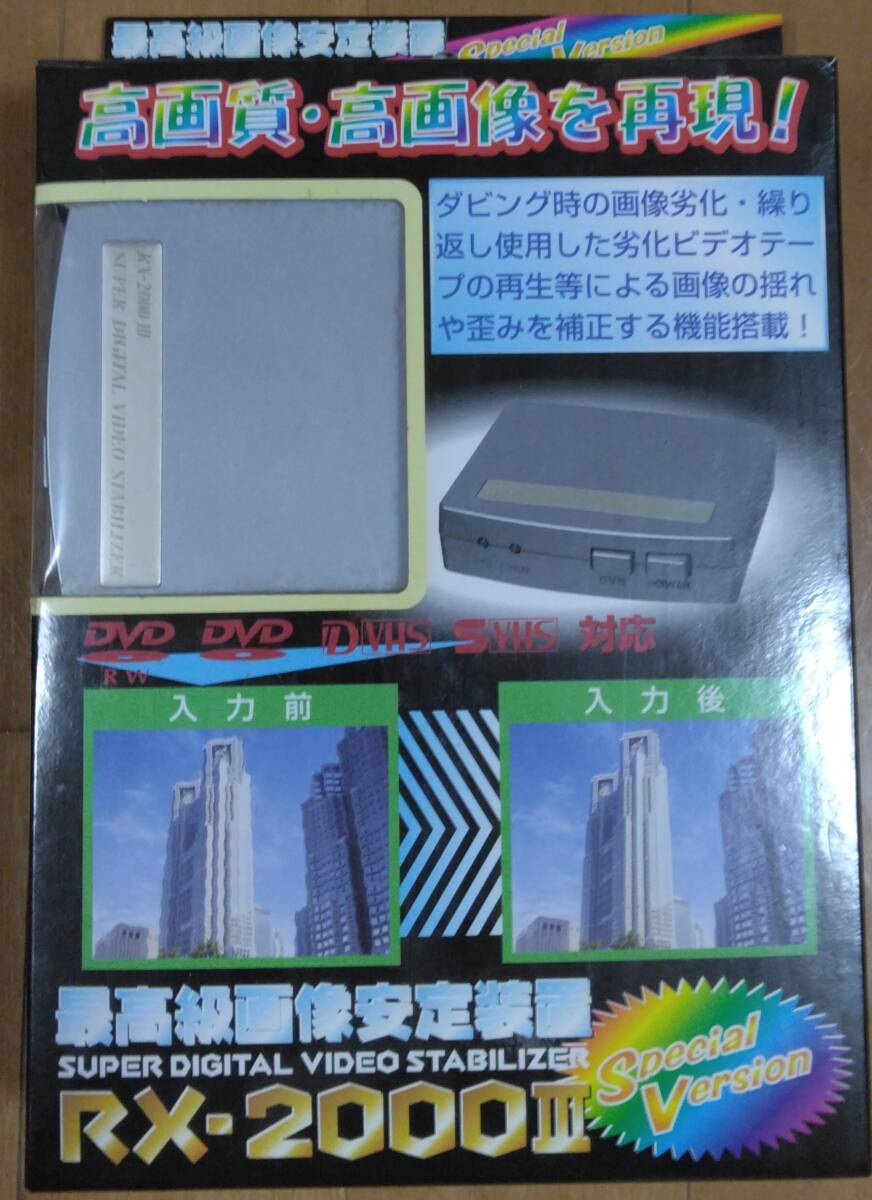 最高級画像安定装置
Special
Version
高画質・高画像を再現!
RX-2000 III
SUPER DIGITAL VIDEO STABILIZER
ダビング時の画像劣化・繰り
返し使用した劣化ビデオテー
プの再生等による画像の揺れ
や歪みを補正する機能搭載!
DVD
POWER
DVD
RW
DVD
D VHS
S VHS
対応
入力前
入力後
最高級画像安定装置
SUPER DIGITAL VIDEO STABILIZER
RX-2000III
Special
Version